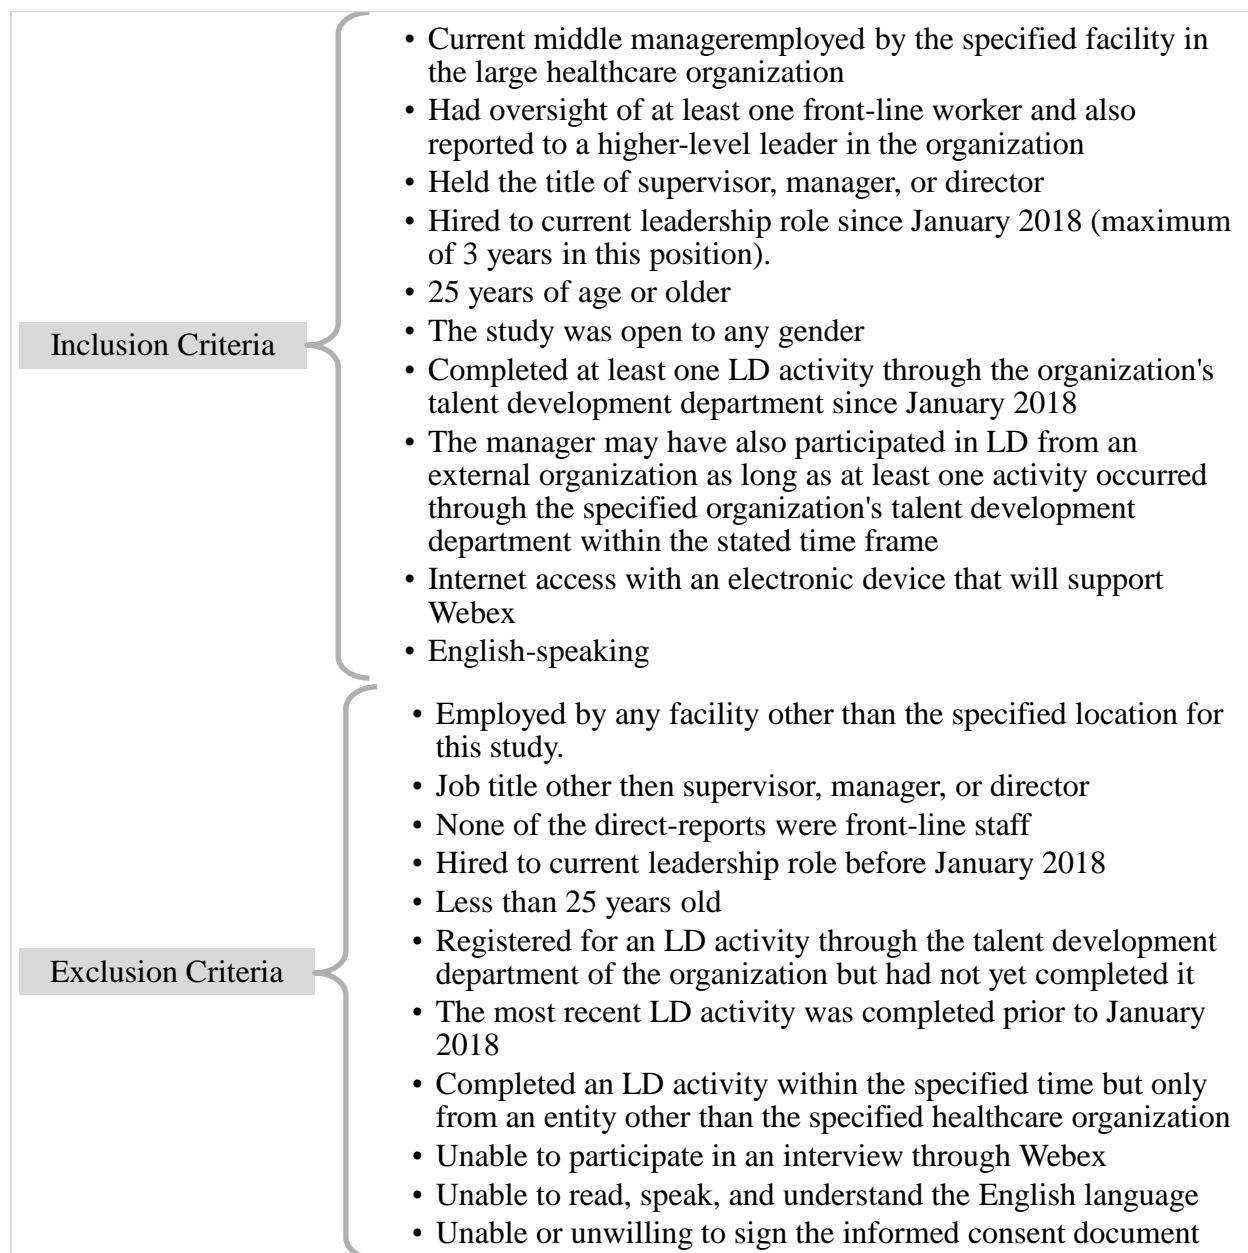 Inclusion Criteria
• Current middle manageremployed by the specified facility in
the large healthcare organization
• Had oversight of at least one front-line worker and also
reported to a higher-level leader in the organization
• Held the title of supervisor, manager, or director
• Hired to current leadership role since January 2018 (maximum
of 3 years in this position).
• 25 years of age or older
• The study was open to any gender
• Completed at least one LD activity through the organization's
talent development department since January 2018
• The manager may have also participated in LD from an
external organization as long as at least one activity occurred
through the specified organization's talent development
department within the stated time frame
• Internet access with an electronic device that will support
Webex
• English-speaking
Exclusion Criteria
• Employed by any facility other than the specified location for
this study.
• Job title other then supervisor, manager, or director
• None of the direct-reports were front-line staff
• Hired to current leadership role before January 2018
• Less than 25 years old
• Registered for an LD activity through the talent development
department of the organization but had not yet completed it
• The most recent LD activity was completed prior to January
2018
• Completed an LD activity within the specified time but only
from an entity other than the specified healthcare organization
• Unable to participate in an interview through Webex
• Unable to read, speak, and understand the English language
• Unable or unwilling to sign the informed consent document